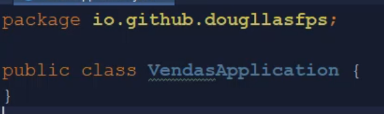 package io.github.dougllasfps;
public class VendasApplication {
}